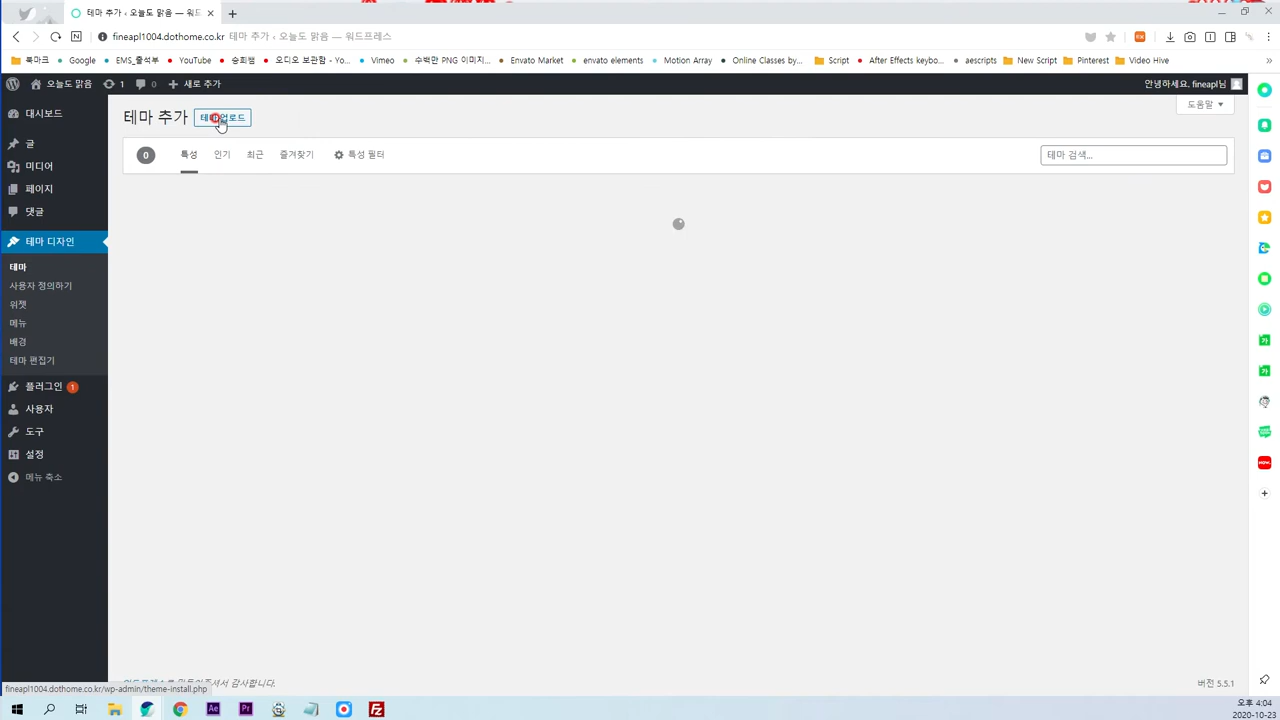 테마 추가 ‹ 오늘도 맑음 — 워드
fineapl1004.dothome.co.kr 테마 추가 ‹ 오늘도 맑음 — 워드프레스
북마크 Google EMS_출석부 YouTube 승희쌤 오디오 보관함 - Yo... Vimeo 수백만 PNG 이미지... Envato Market envato elements Motion Array Online Classes by... Script After Effects keybo... aescripts New Script Pinterest Video Hive »
오늘도 맑음 1 0 새로 추가 안녕하세요, fineapl님
대시보드
글
미디어
페이지
댓글
테마 디자인
테마
사용자 정의하기
위젯
메뉴
배경
테마 편집기
플러그인 1
사용자
도구
설정
메뉴 축소
테마 추가
도움말 ▼
0 특성 인기 최근 즐겨찾기 특성 필터 테마 검색...
감사합니다.
버전 5.5.1
fineapl1004.dothome.co.kr/wp-admin/theme-install.php
Ae Pr FZ
오후 4:04
2020-10-23